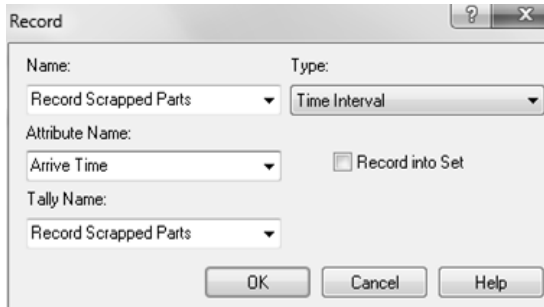 Record
Name: Type:
Record Scrapped Parts Time Interval
Attribute Name:
Arrive Time Record into Set
Tally Name:
Record Scrapped Parts
OK Cancel Help